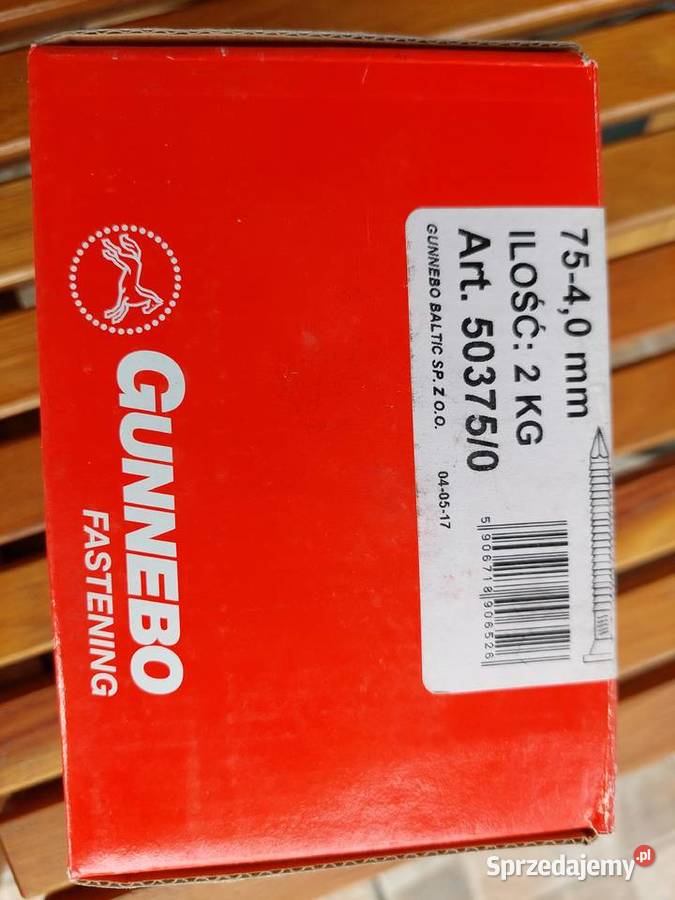 75-4,0 mm
ILOŚĆ: 2 KG
Art. 50375/0
GUNNEBO BALTIC SP. Z O.O.
04-05-17
5 906718 906526
GUNNEBO
FASTENING
Sprzedajemy.pl